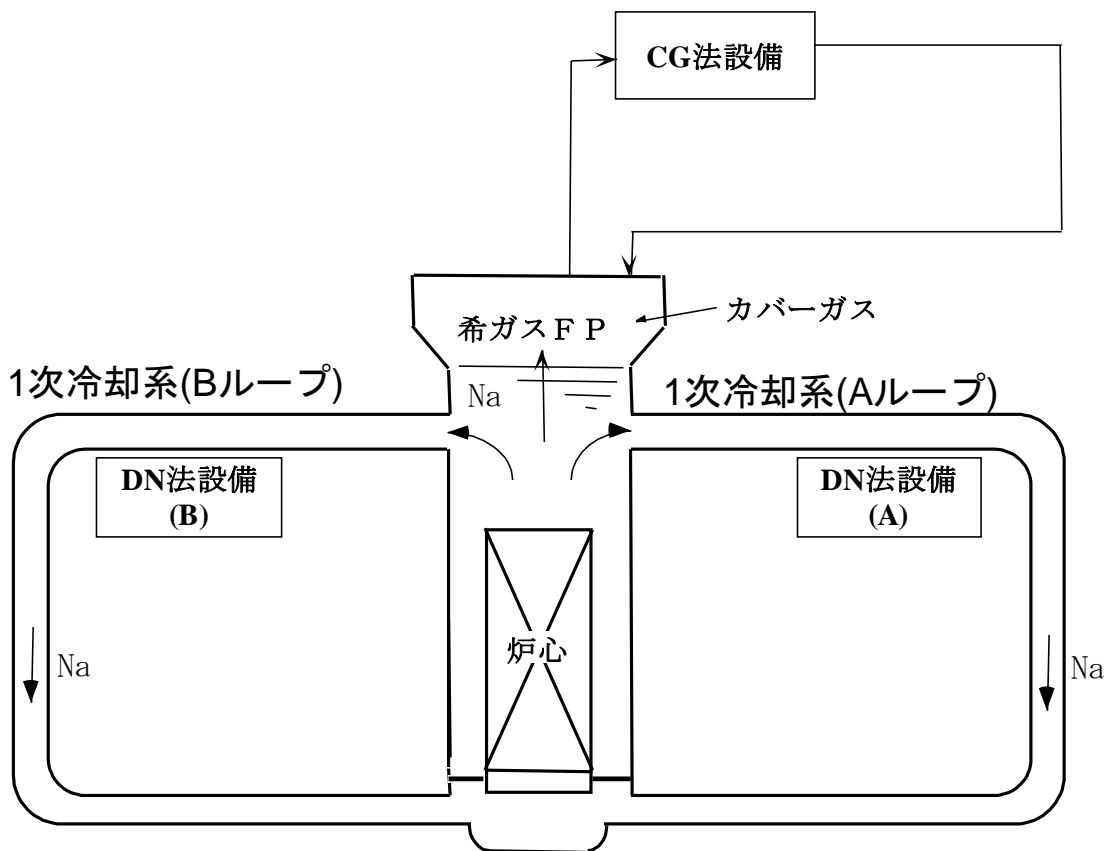 CG法設備
カバーガス
希ガスＦＰ
1次冷却系(Bループ)
Na
1次冷却系(Aループ)
DN法設備
(B)
DN法設備
(A)
炉心
Na
Na